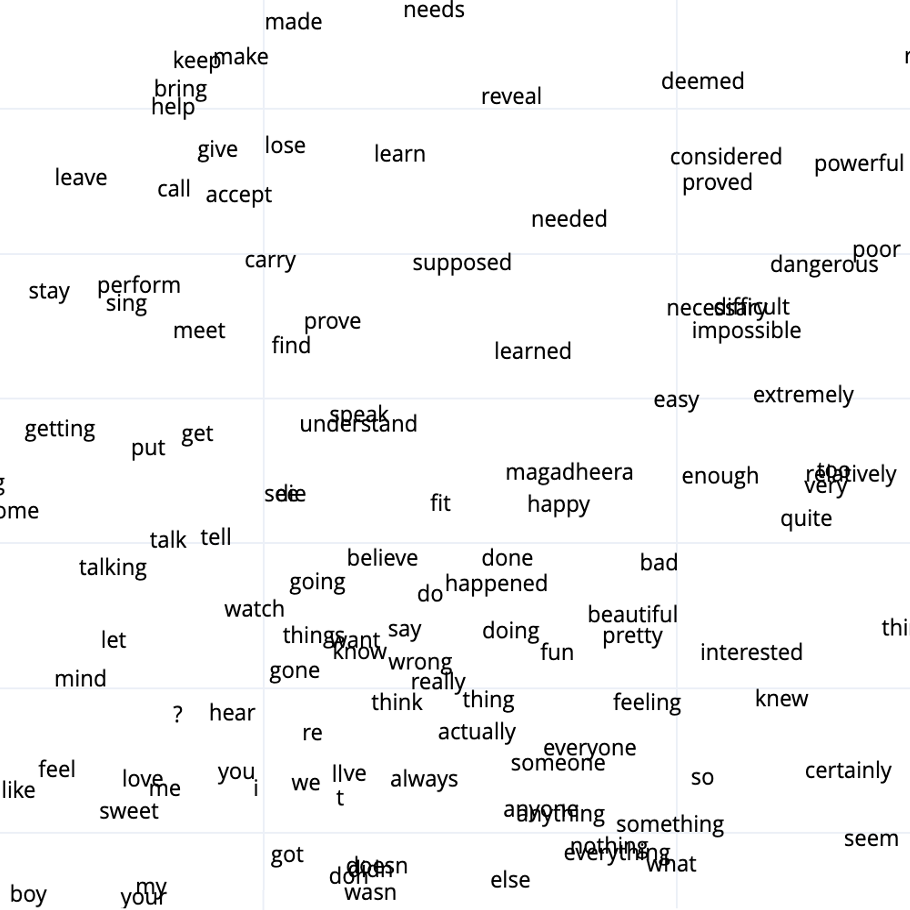 needs
made
make
keep
deemed
bring
reveal
help
lose
give
learn
considered
powerful
leave
proved
call
accept
needed
poor
carry
supposed
dangerous
perform
stay
sing
necessary
difficult
prove
meet
impossible
find
learned
extremely
easy
speak
understand
getting
get
put
too
magadheera
relatively
enough
very
see
die
fit
happy
ome
quite
tell
talk
believe
done
bad
talking
going
happened
do
watch
beautiful
say
doing
things
pretty
let
want
know
fun
interested
wrong
gone
mind
really
knew
thing
think
feeling
hear
?
re
actually
everyone
someone
feel
certainly
you
love
so
always
we
me
i
like
t
anyone
sweet
anything
something
seem
nothing
everything
got
what
doesn
didn
don
else
my
wasn
boy
your